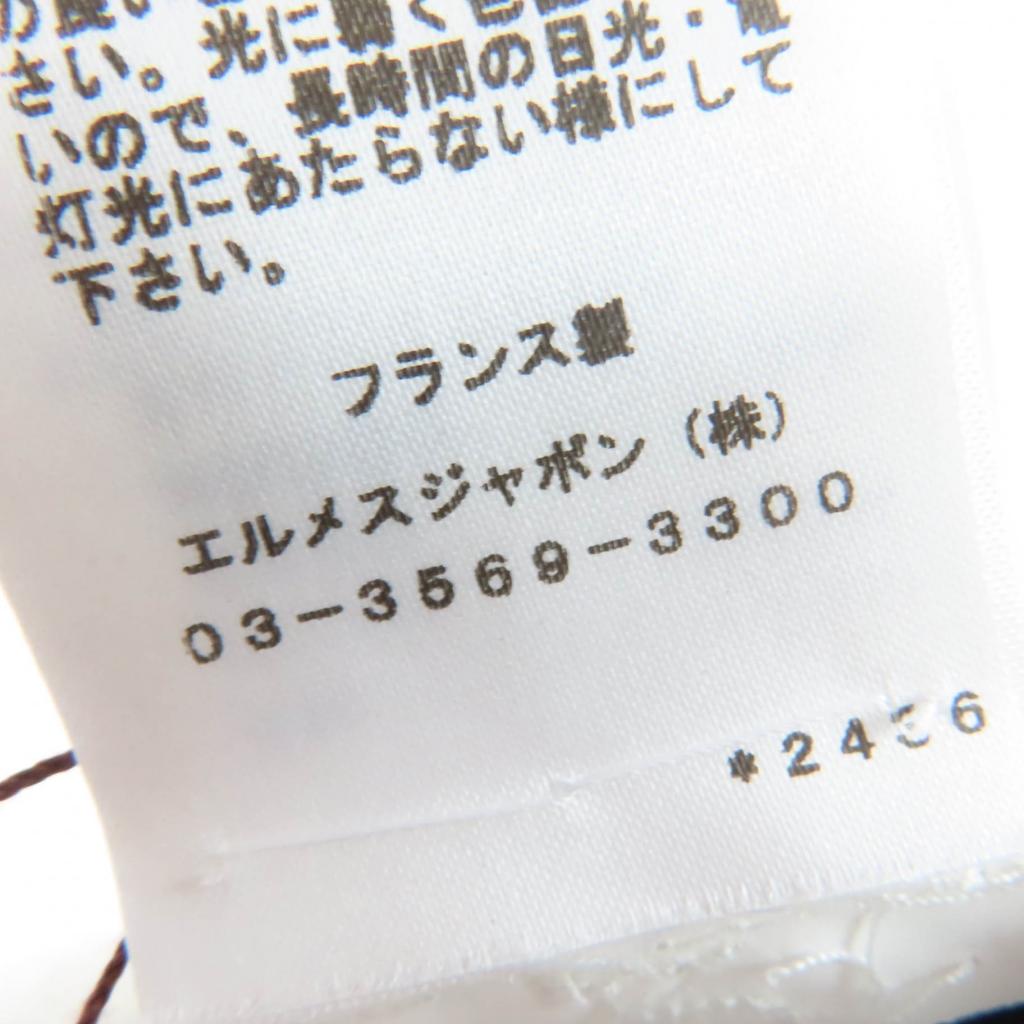 さい。光に弱く
いので、長時間の日光・電
灯光にあたらない様にして
下さい。
フランス製
エルメスジャポン（株）
03-3569-3300